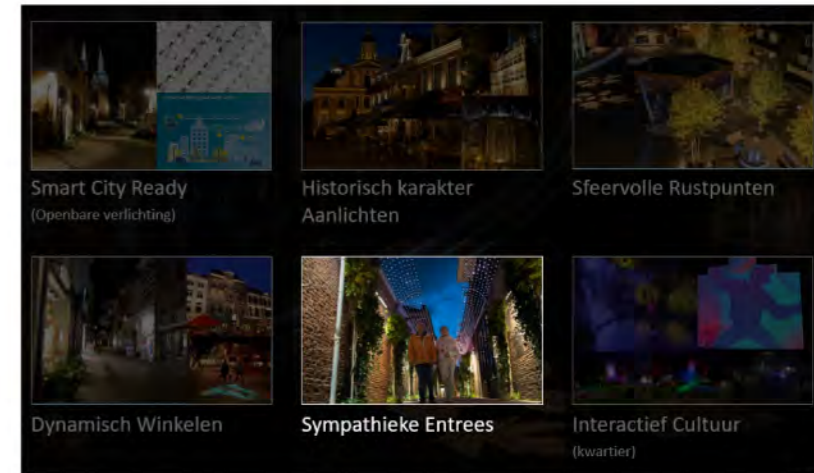 Smart City Ready
(Openbare verlichting)
Historisch karakter
Aanlichten
Sfeervolle Rustpunten
Dynamisch Winkelen
Sympathieke Entrees
Interactief Cultuur
(kwartier)